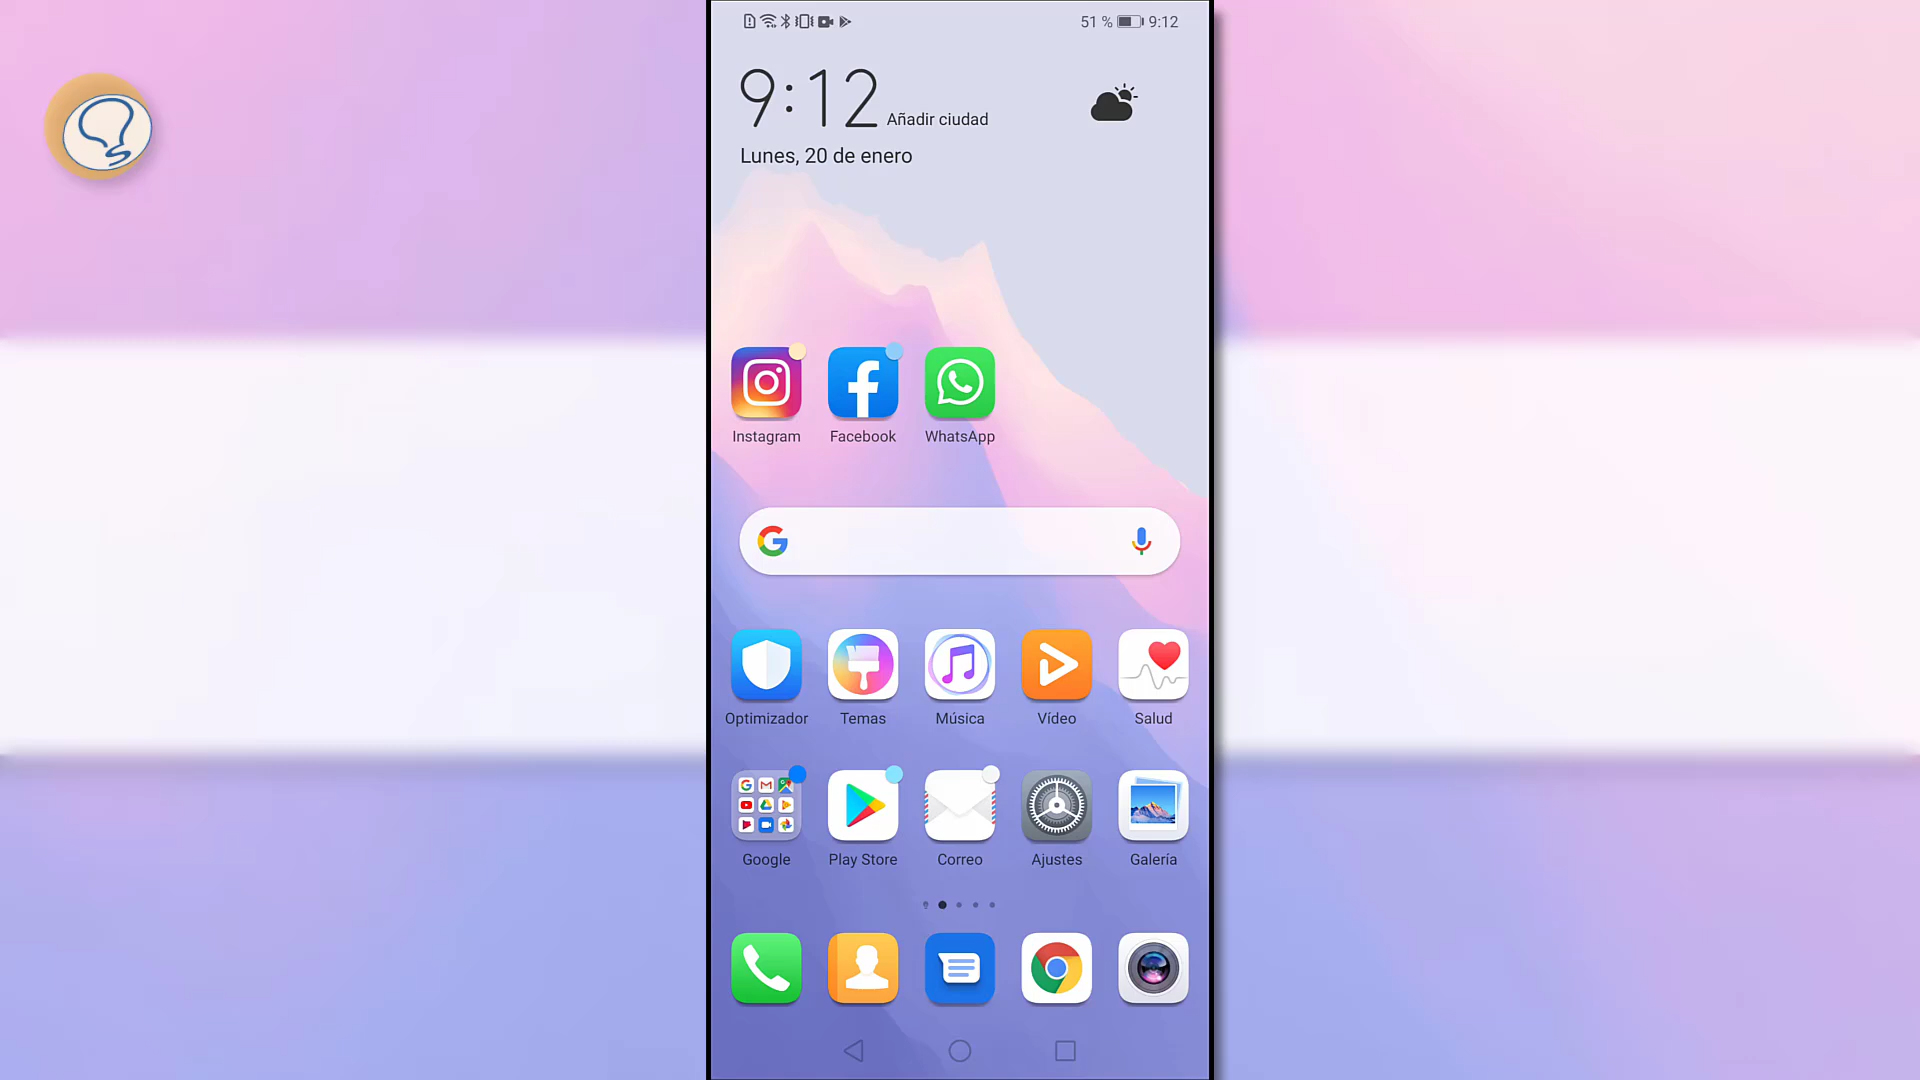 51 % 9:12
9:12 Añadir ciudad
Lunes, 20 de enero
Instagram Facebook WhatsApp
Optimizador Temas Música Vídeo Salud
Google Play Store Correo Ajustes Galería